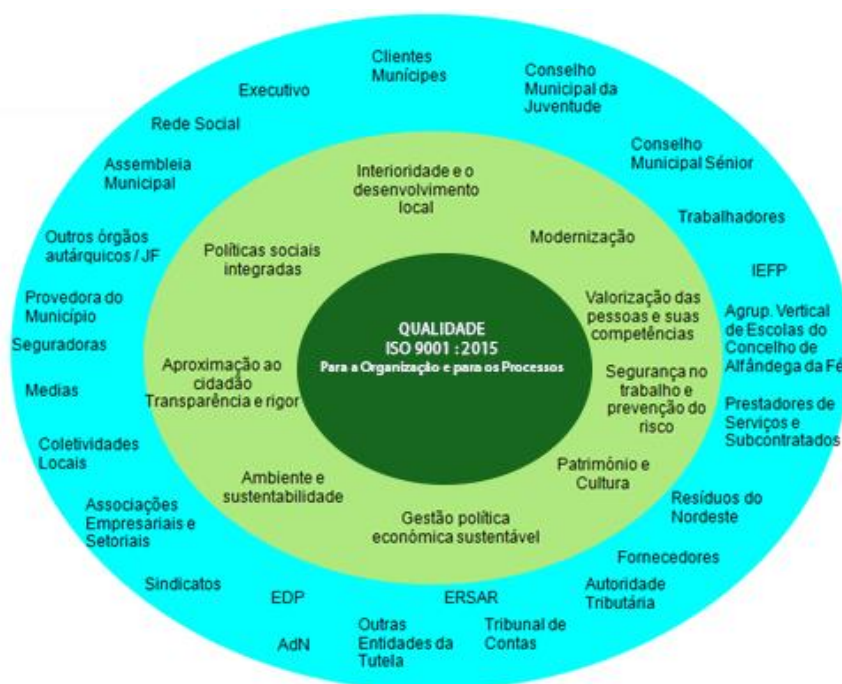 Clientes
Munícipes
Executivo
Conselho
Municipal da
Juventude
Rede Social
Conselho
Municipal Sénior
Assembleia
Municipal
Trabalhadores
Outros órgãos
autárquicos / JF
IEFP
Provedora do
Município
Agrup. Vertical
de Escolas do
Concelho de
Alfândega da Fé
Seguradoras
Medias
Prestadores de
Serviços e
Subcontratados
Coletividades
Locais
Resíduos do
Nordeste
Associações
Empresariais e
Setoriais
Fornecedores
Sindicatos
Autoridade
Tributária
EDP
ERSAR
AdN
Outras
Entidades da
Tutela
Tribunal de
Contas
Interioridade e o
desenvolvimento
local
Modernização
Políticas sociais
integradas
Valorização das
pessoas e suas
competências
Aproximação ao
cidadão
Transparência e rigor
Segurança no
trabalho e
prevenção do
risco
Património e
Cultura
Ambiente e
sustentabilidade
Gestão política
económica sustentável
QUALIDADE
ISO 9001 : 2015
Para a Organização e para os Processos